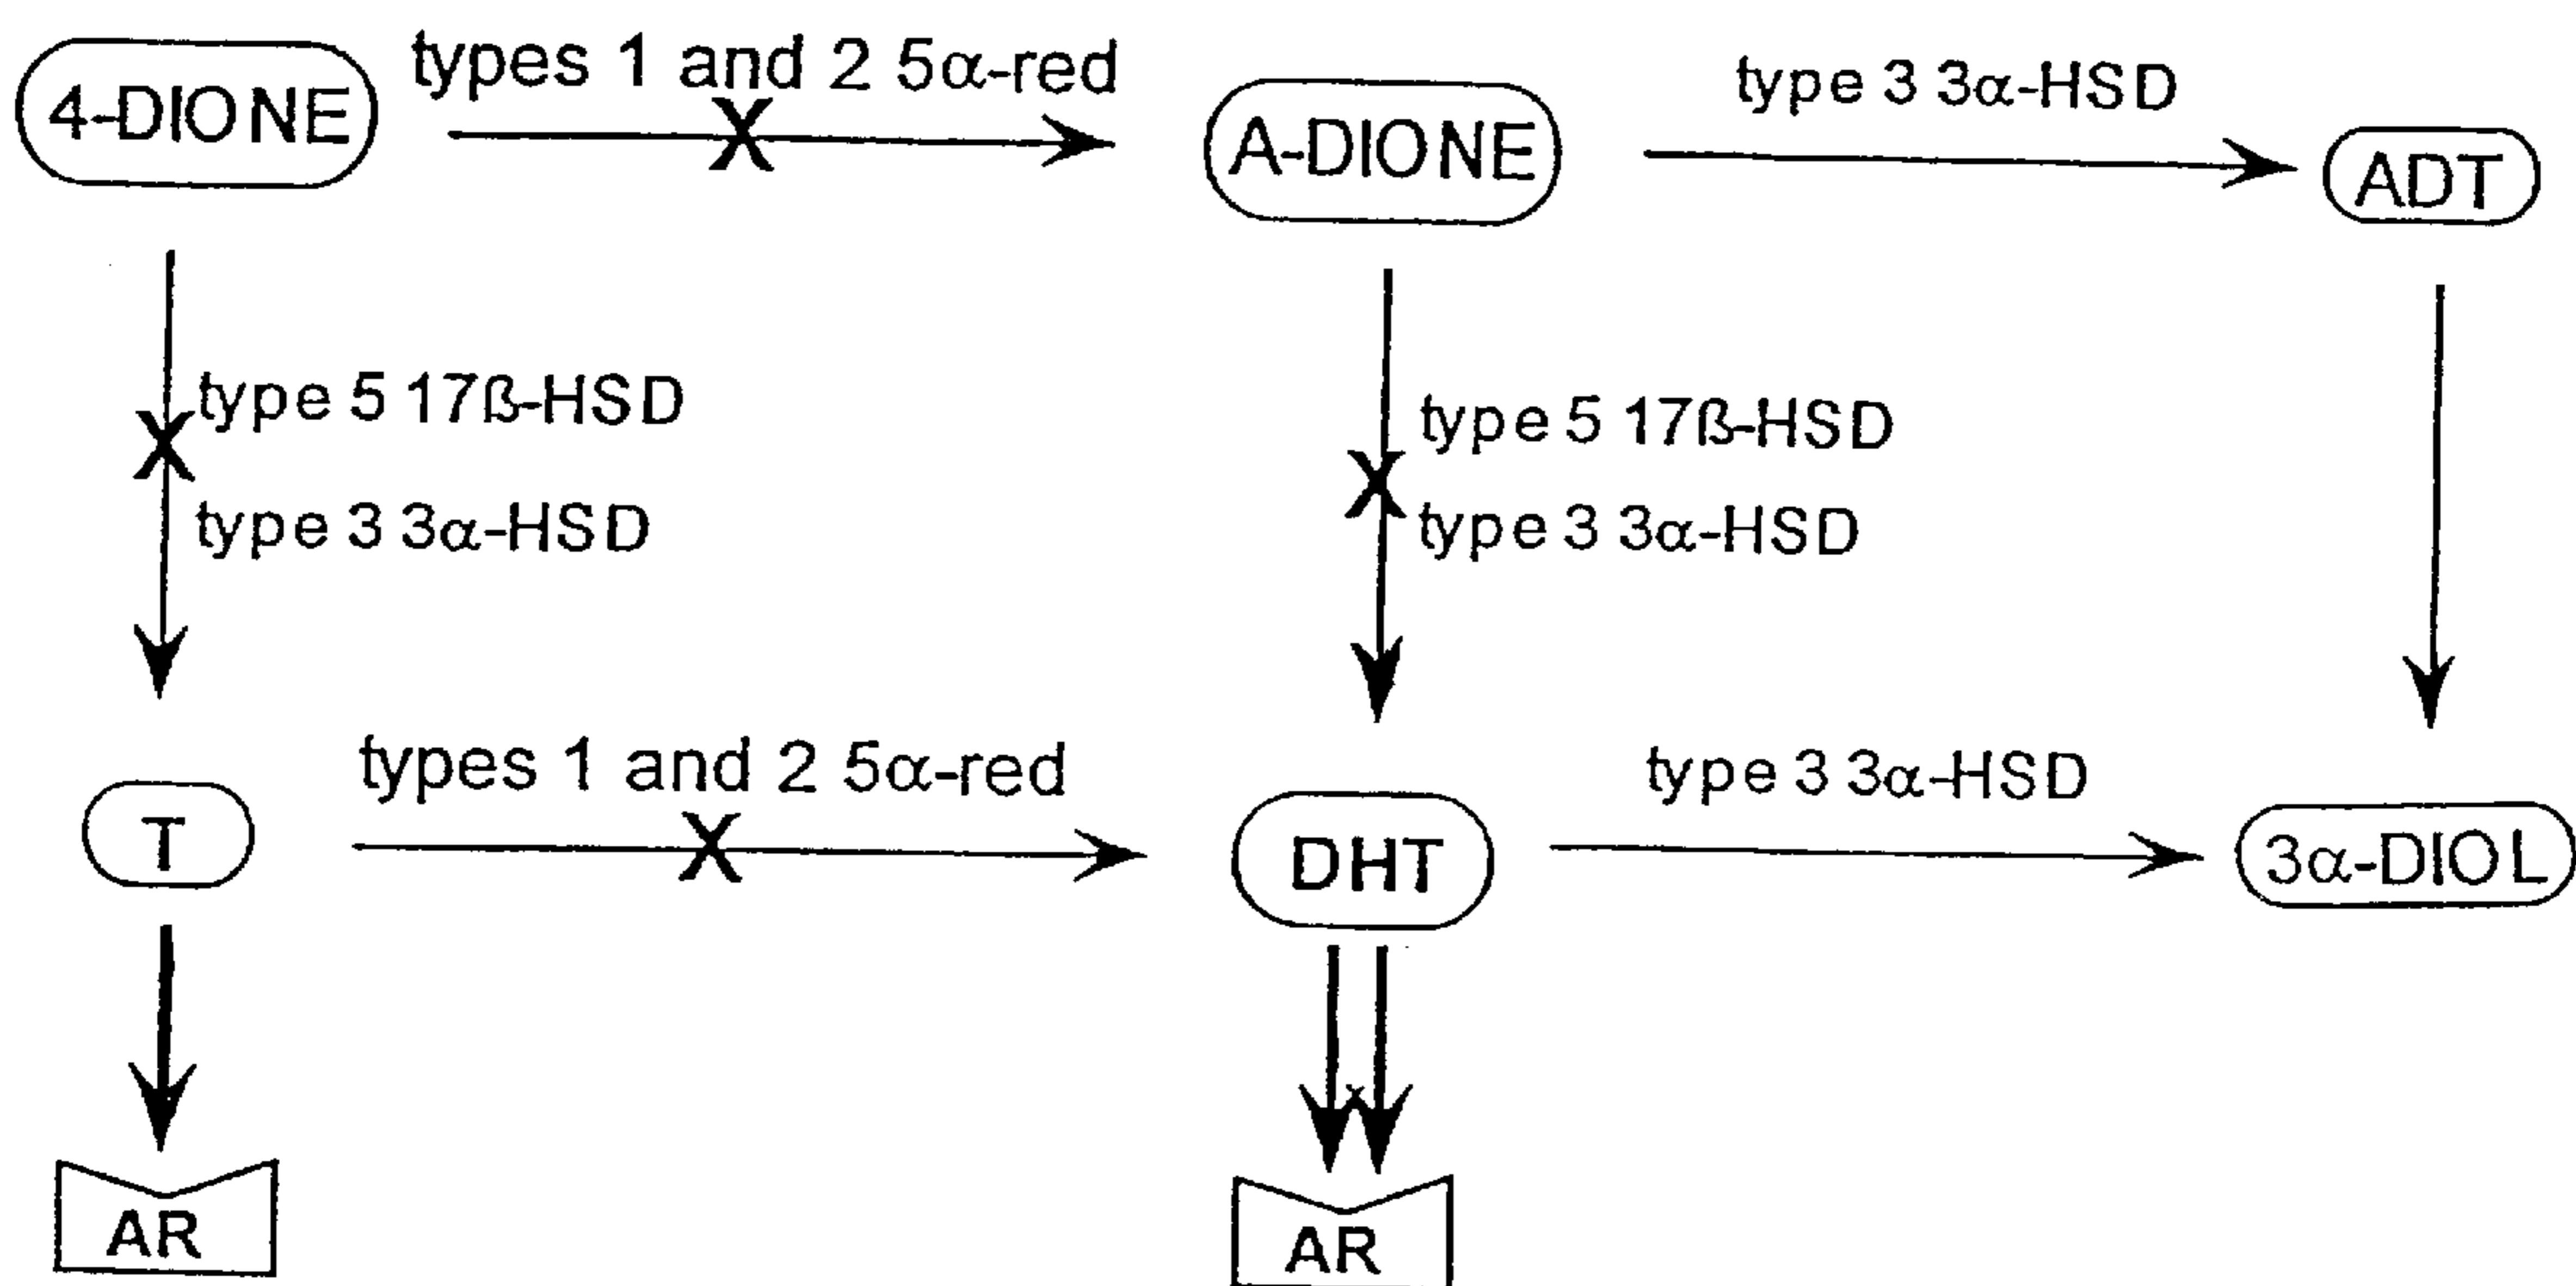 4-DIONE
types 1 and 2 5α-red
X
A-DIONE
type 3 3α-HSD
ADT
type 5 17ß-HSD
X
type 3 3α-HSD
type 5 17ß-HSD
X
type 3 3α-HSD
T
types 1 and 2 5α-red
X
DHT
type 3 3α-HSD
3α-DIOL
AR
AR